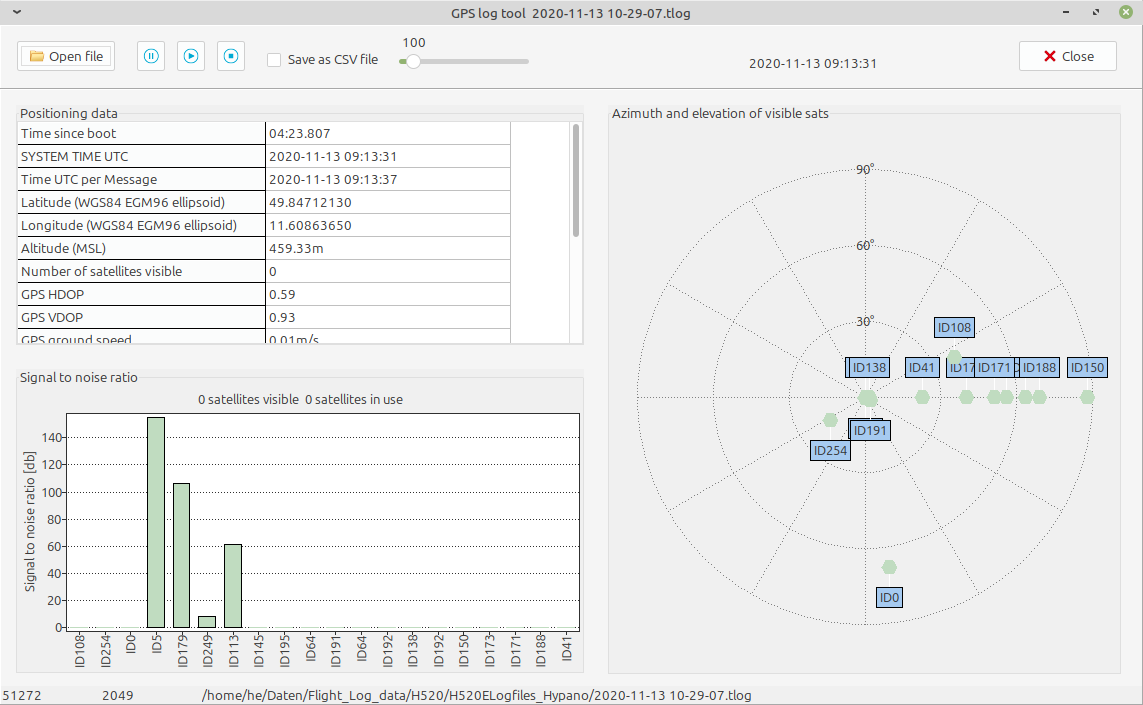 GPS log tool  2020-11-13 10-29-07.tlog
Open file
Save as CSV file
100
2020-11-13 09:13:31
Close
Positioning data
Time since boot 04:23.807
SYSTEM TIME UTC 2020-11-13 09:13:31
Time UTC per Message 2020-11-13 09:13:37
Latitude (WGS84 EGM96 ellipsoid) 49.84712130
Longitude (WGS84 EGM96 ellipsoid) 11.60863650
Altitude (MSL) 459.33m
Number of satellites visible 0
GPS HDOP 0.59
GPS VDOP 0.93
GPS ground speed 0.01m/s
Signal to noise ratio
0 satellites visible  0 satellites in use
Signal to noise ratio [db]
140
120
100
80
60
40
20
0
ID108
ID254
ID0
ID5
ID179
ID249
ID113
ID145
ID195
ID64
ID191
ID64
ID192
ID138
ID192
ID150
ID173
ID171
ID188
ID41
Azimuth and elevation of visible sats
90°
60°
30°
ID108
ID138
ID41
ID17
ID171
ID188
ID150
ID191
ID254
ID0
51272
2049
/home/he/Daten/Flight_Log_data/H520/H520ELogfiles_Hypano/2020-11-13 10-29-07.tlog